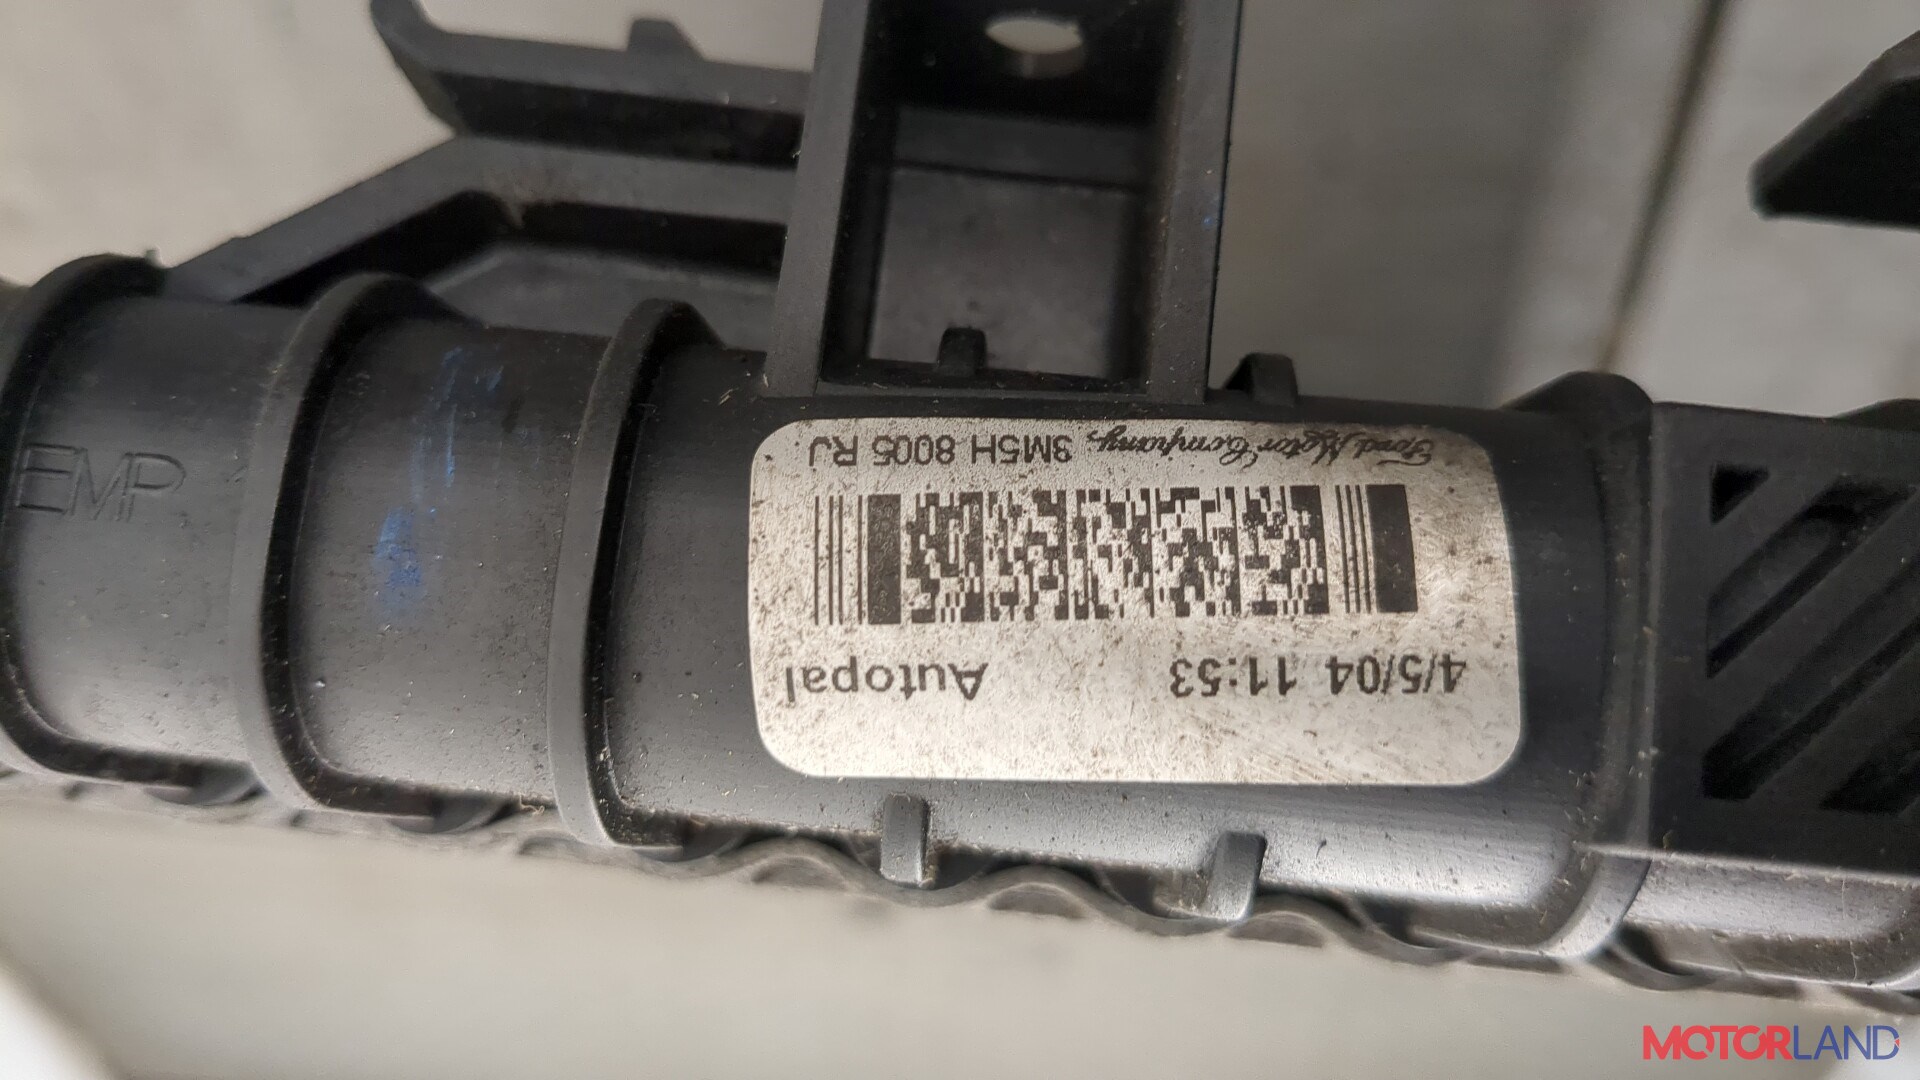 Ford Motor Company, 3M5H 8005 RJ
4/5/04 11:53 Autopal
EMP
MOTORLAND